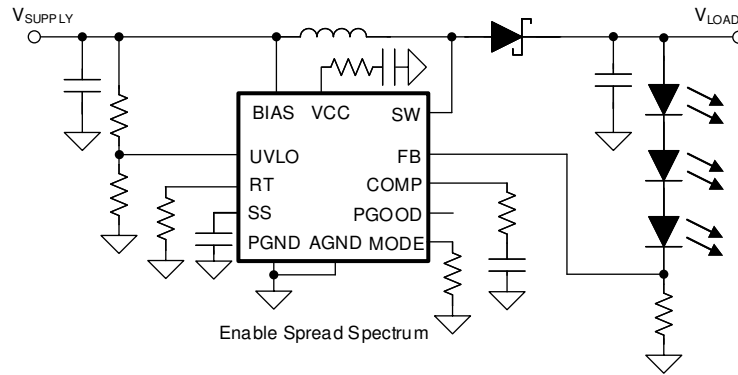 VSUPPLY
VLOAD
BIAS VCC SW
UVLO FB
RT COMP
SS PGOOD
PGND AGND MODE
Enable Spread Spectrum